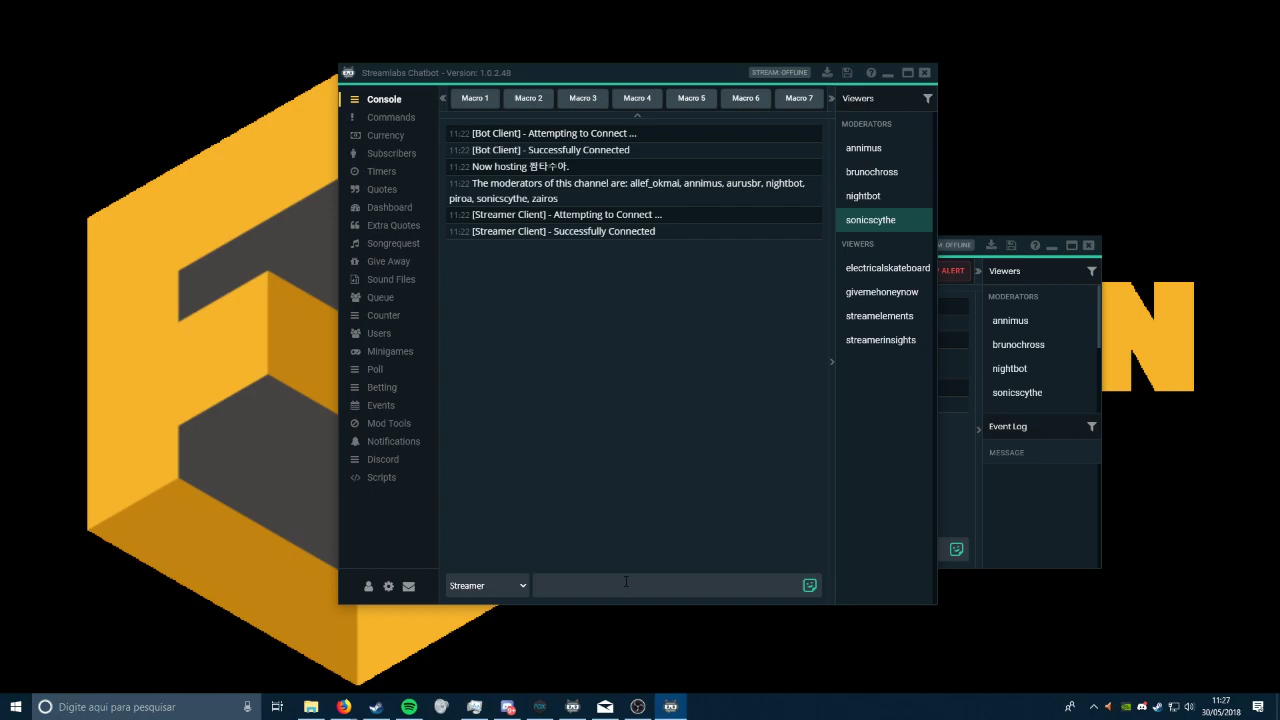 Streamlabs Chatbot - Version: 1.0.2.48
STREAM: OFFLINE
Console
Commands
Currency
Subscribers
Timers
Quotes
Dashboard
Extra Quotes
Songrequest
Give Away
Sound Files
Queue
Counter
Users
Minigames
Poll
Betting
Events
Mod Tools
Notifications
Discord
Scripts
Macro 1
Macro 2
Macro 3
Macro 4
Macro 5
Macro 6
Macro 7
11:22 [Bot Client] - Attempting to Connect ...
11:22 [Bot Client] - Successfully Connected
11:22 Now hosting 짬타수아.
11:22 The moderators of this channel are: allef_okmai, annimus, aurusbr, nightbot,
piroa, sonicscythe, zairos
11:22 [Streamer Client] - Attempting to Connect ...
11:22 [Streamer Client] - Successfully Connected
Streamer
Viewers
MODERATORS
annimus
brunochross
nightbot
sonicscythe
VIEWERS
electricalskateboard
givemehoneynow
streamelements
streamerinsights
OFFLINE
ALERT
Viewers
MODERATORS
annimus
brunochross
nightbot
sonicscythe
Event Log
MESSAGE
N
Digite aqui para pesquisar
11:27
30/05/2018